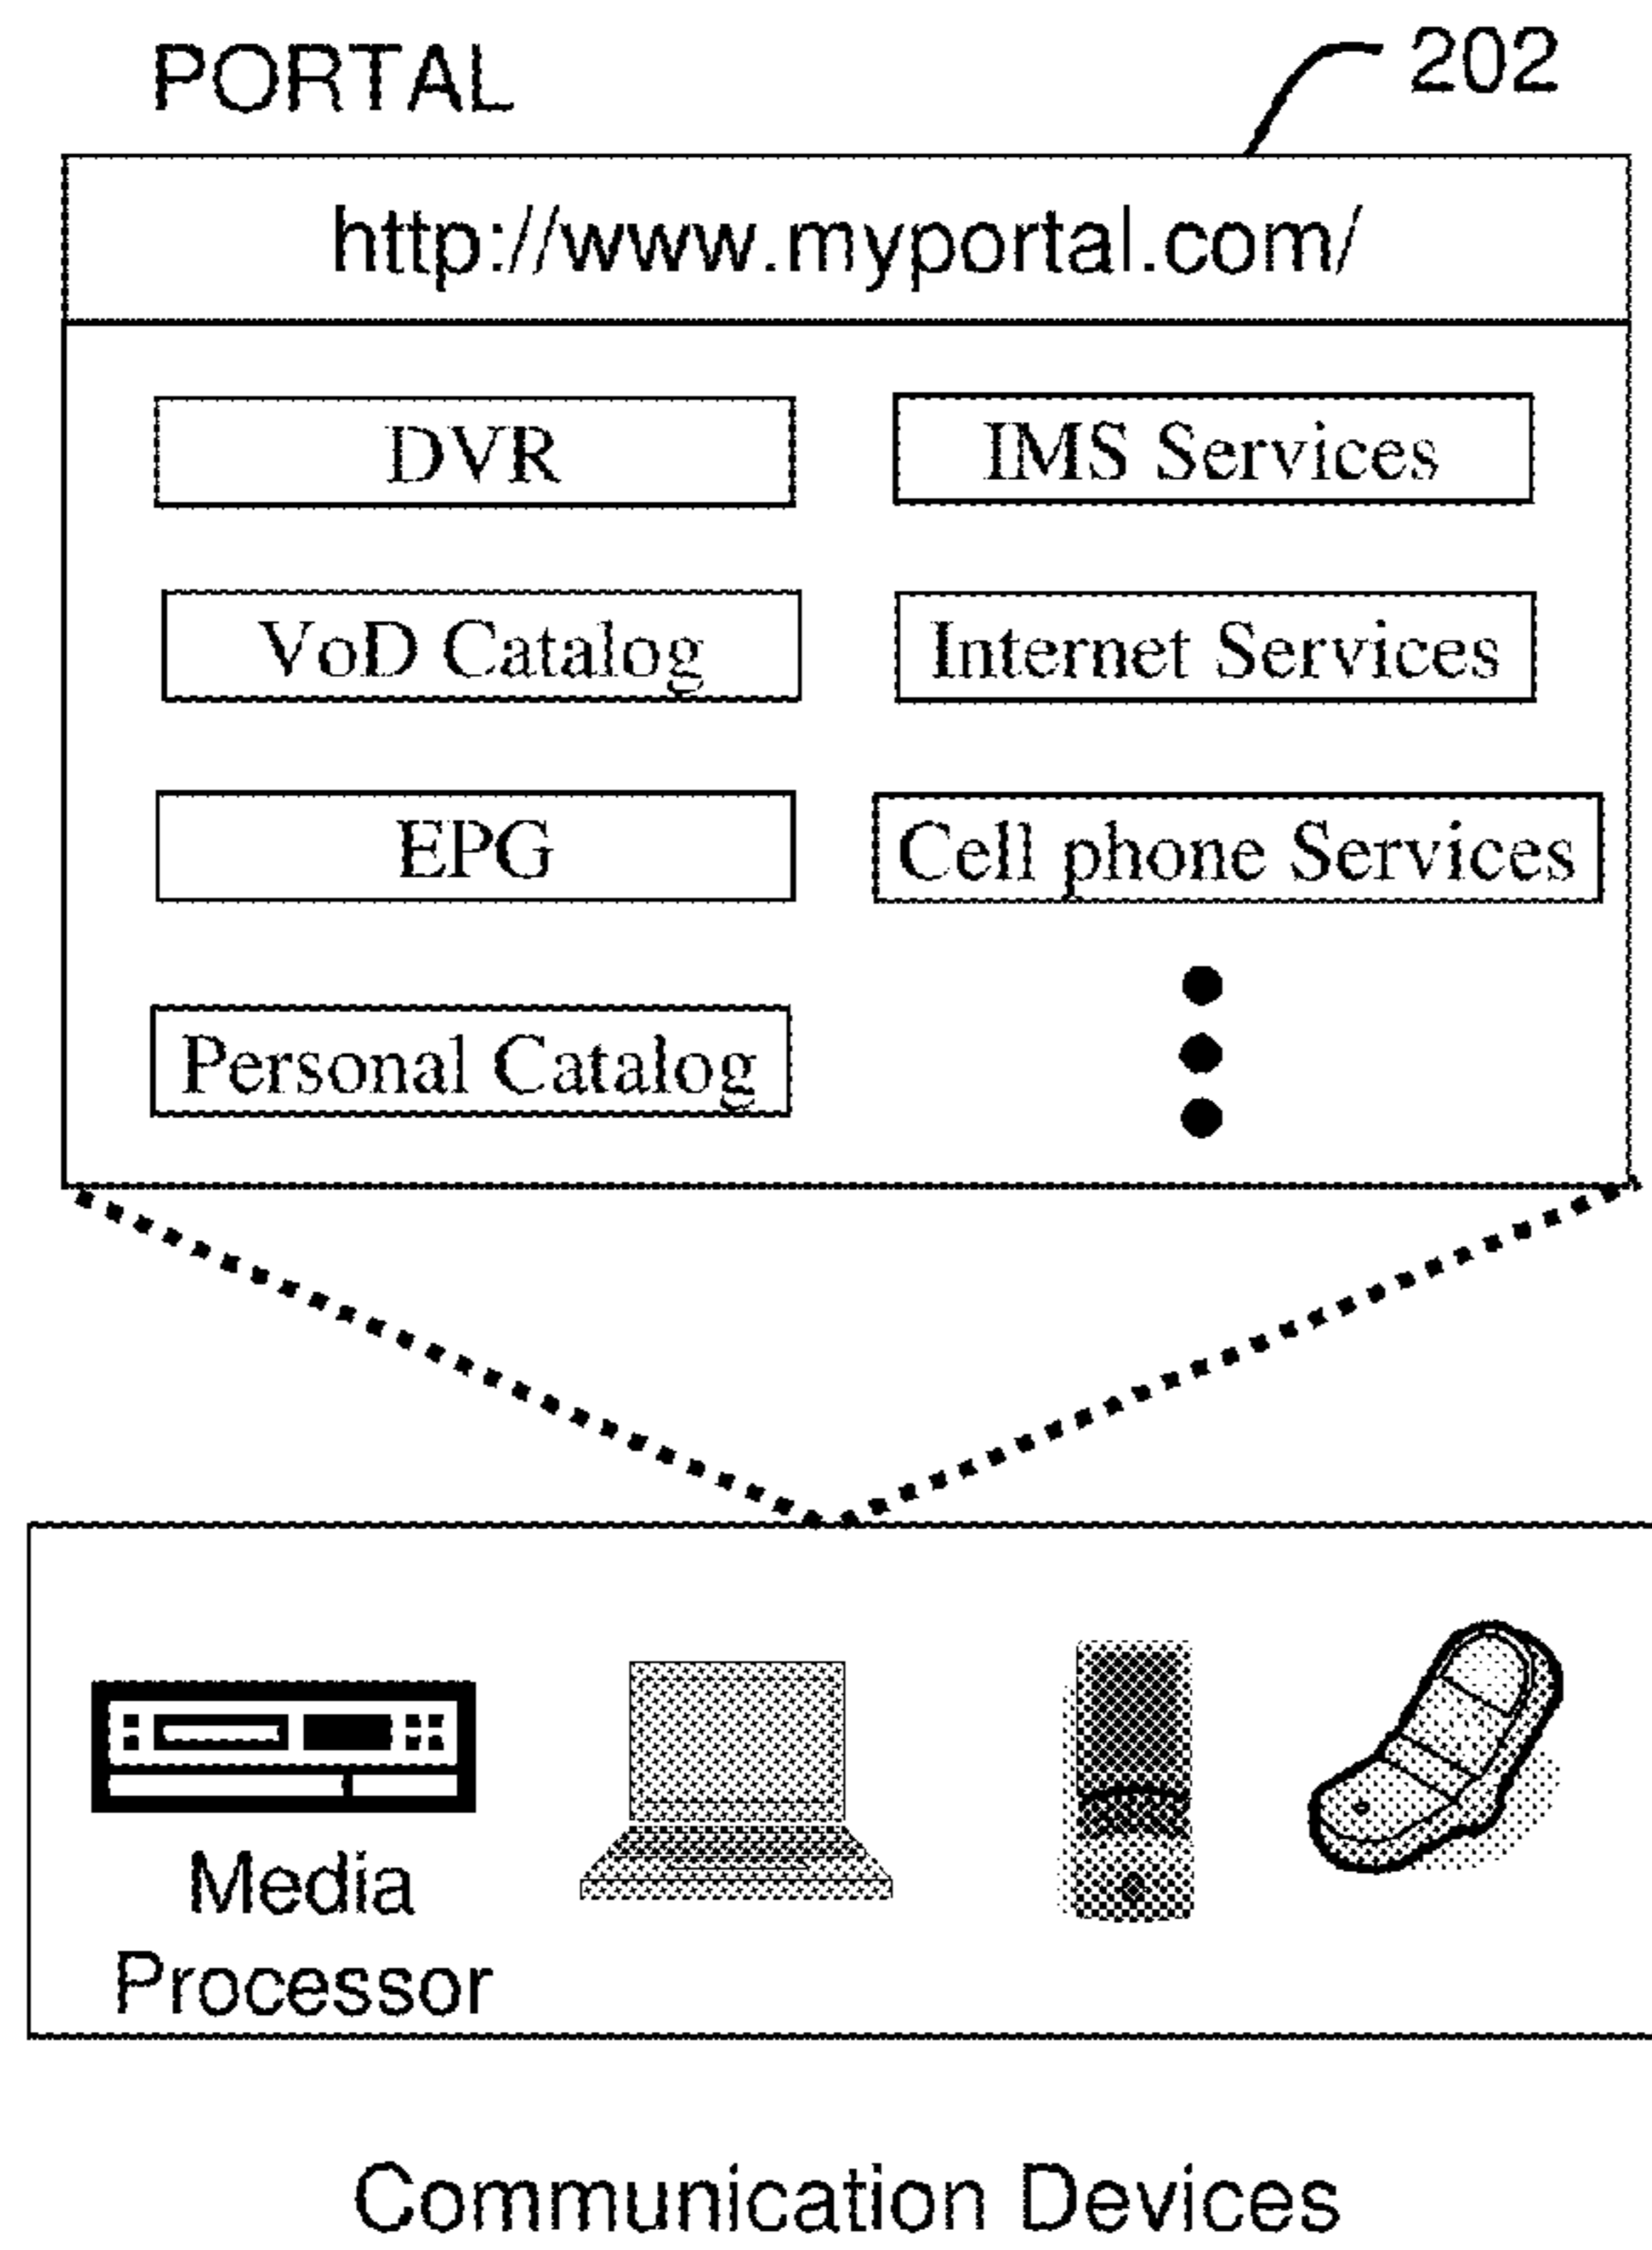 PORTAL
202
http://www.myportal.com/
DVR
IMS Services
VoD Catalog
Internet Services
EPG
Cell phone Services
Personal Catalog
Media
Processor
Communication Devices